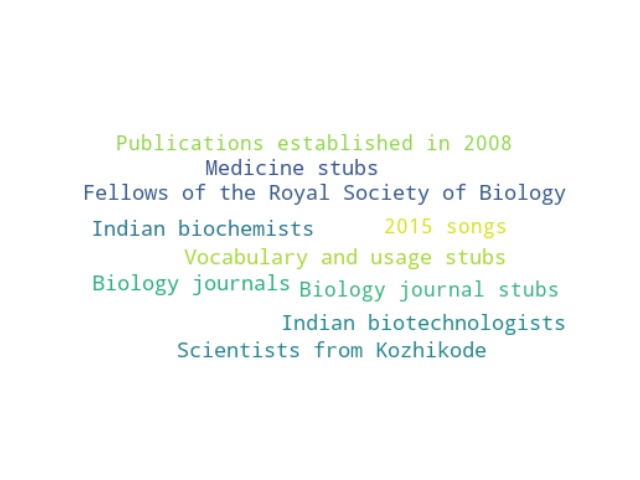 Publications established in 2008
Medicine stubs
Fellows of the Royal Society of Biology
Indian biochemists
2015 songs
Vocabulary and usage stubs
Biology journals
Biology journal stubs
Indian biotechnologists
Scientists from Kozhikode